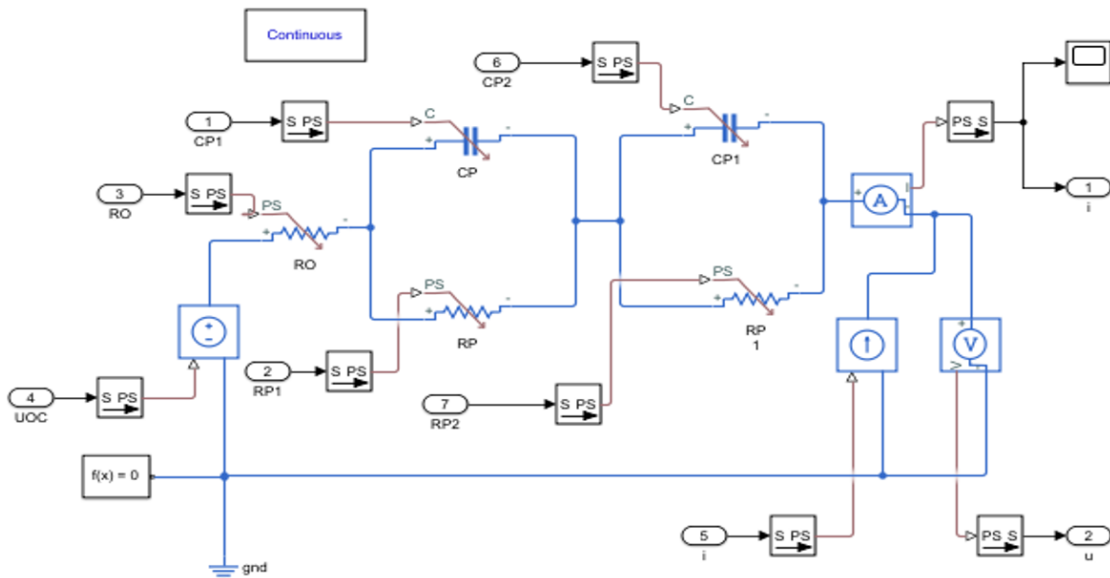 Continuous
6
CP2
S PS
C
+
-
CP1
1
CP1
S PS
C
+
-
CP
PS S
1
i
3
RO
S PS
PS
+
-
RO
+
A
i
-
PS
+
-
RP
PS
+
-
RP
1
+
-
2
RP1
S PS
+
V
V
-
4
UOC
S PS
7
RP2
S PS
f(x) = 0
gnd
5
i
S PS
PS S
2
u